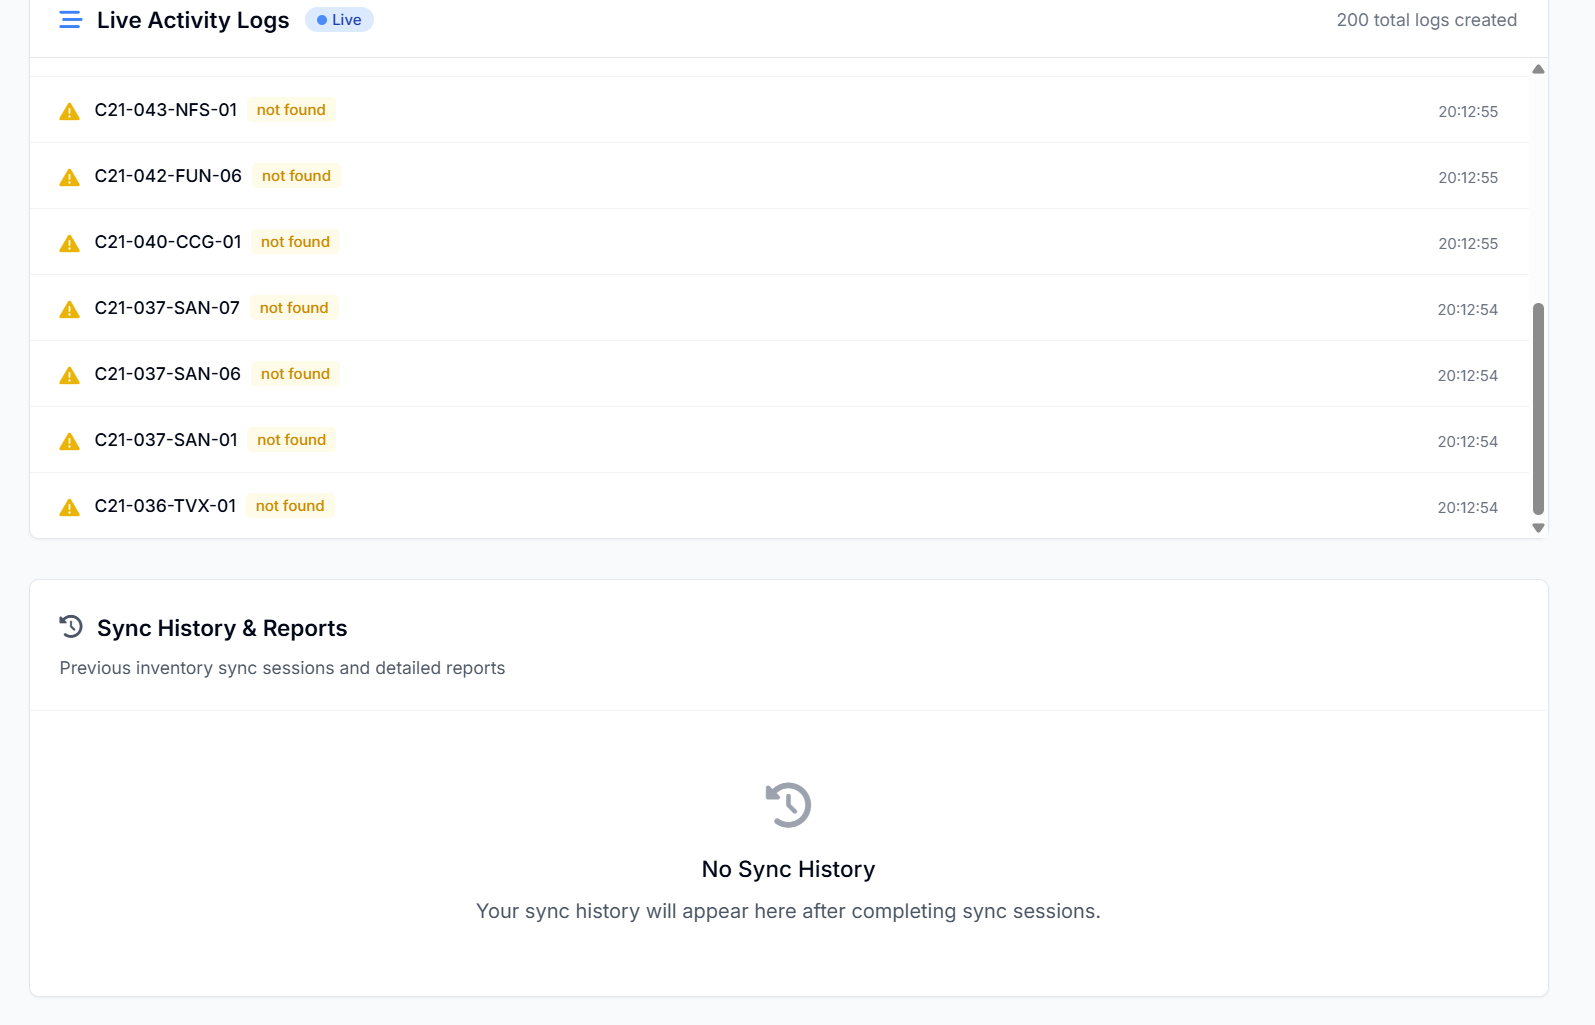 Live Activity Logs Live 200 total logs created
C21-043-NFS-01 not found 20:12:55
C21-042-FUN-06 not found 20:12:55
C21-040-CCG-01 not found 20:12:55
C21-037-SAN-07 not found 20:12:54
C21-037-SAN-06 not found 20:12:54
C21-037-SAN-01 not found 20:12:54
C21-036-TVX-01 not found 20:12:54
Sync History & Reports
Previous inventory sync sessions and detailed reports
No Sync History
Your sync history will appear here after completing sync sessions.